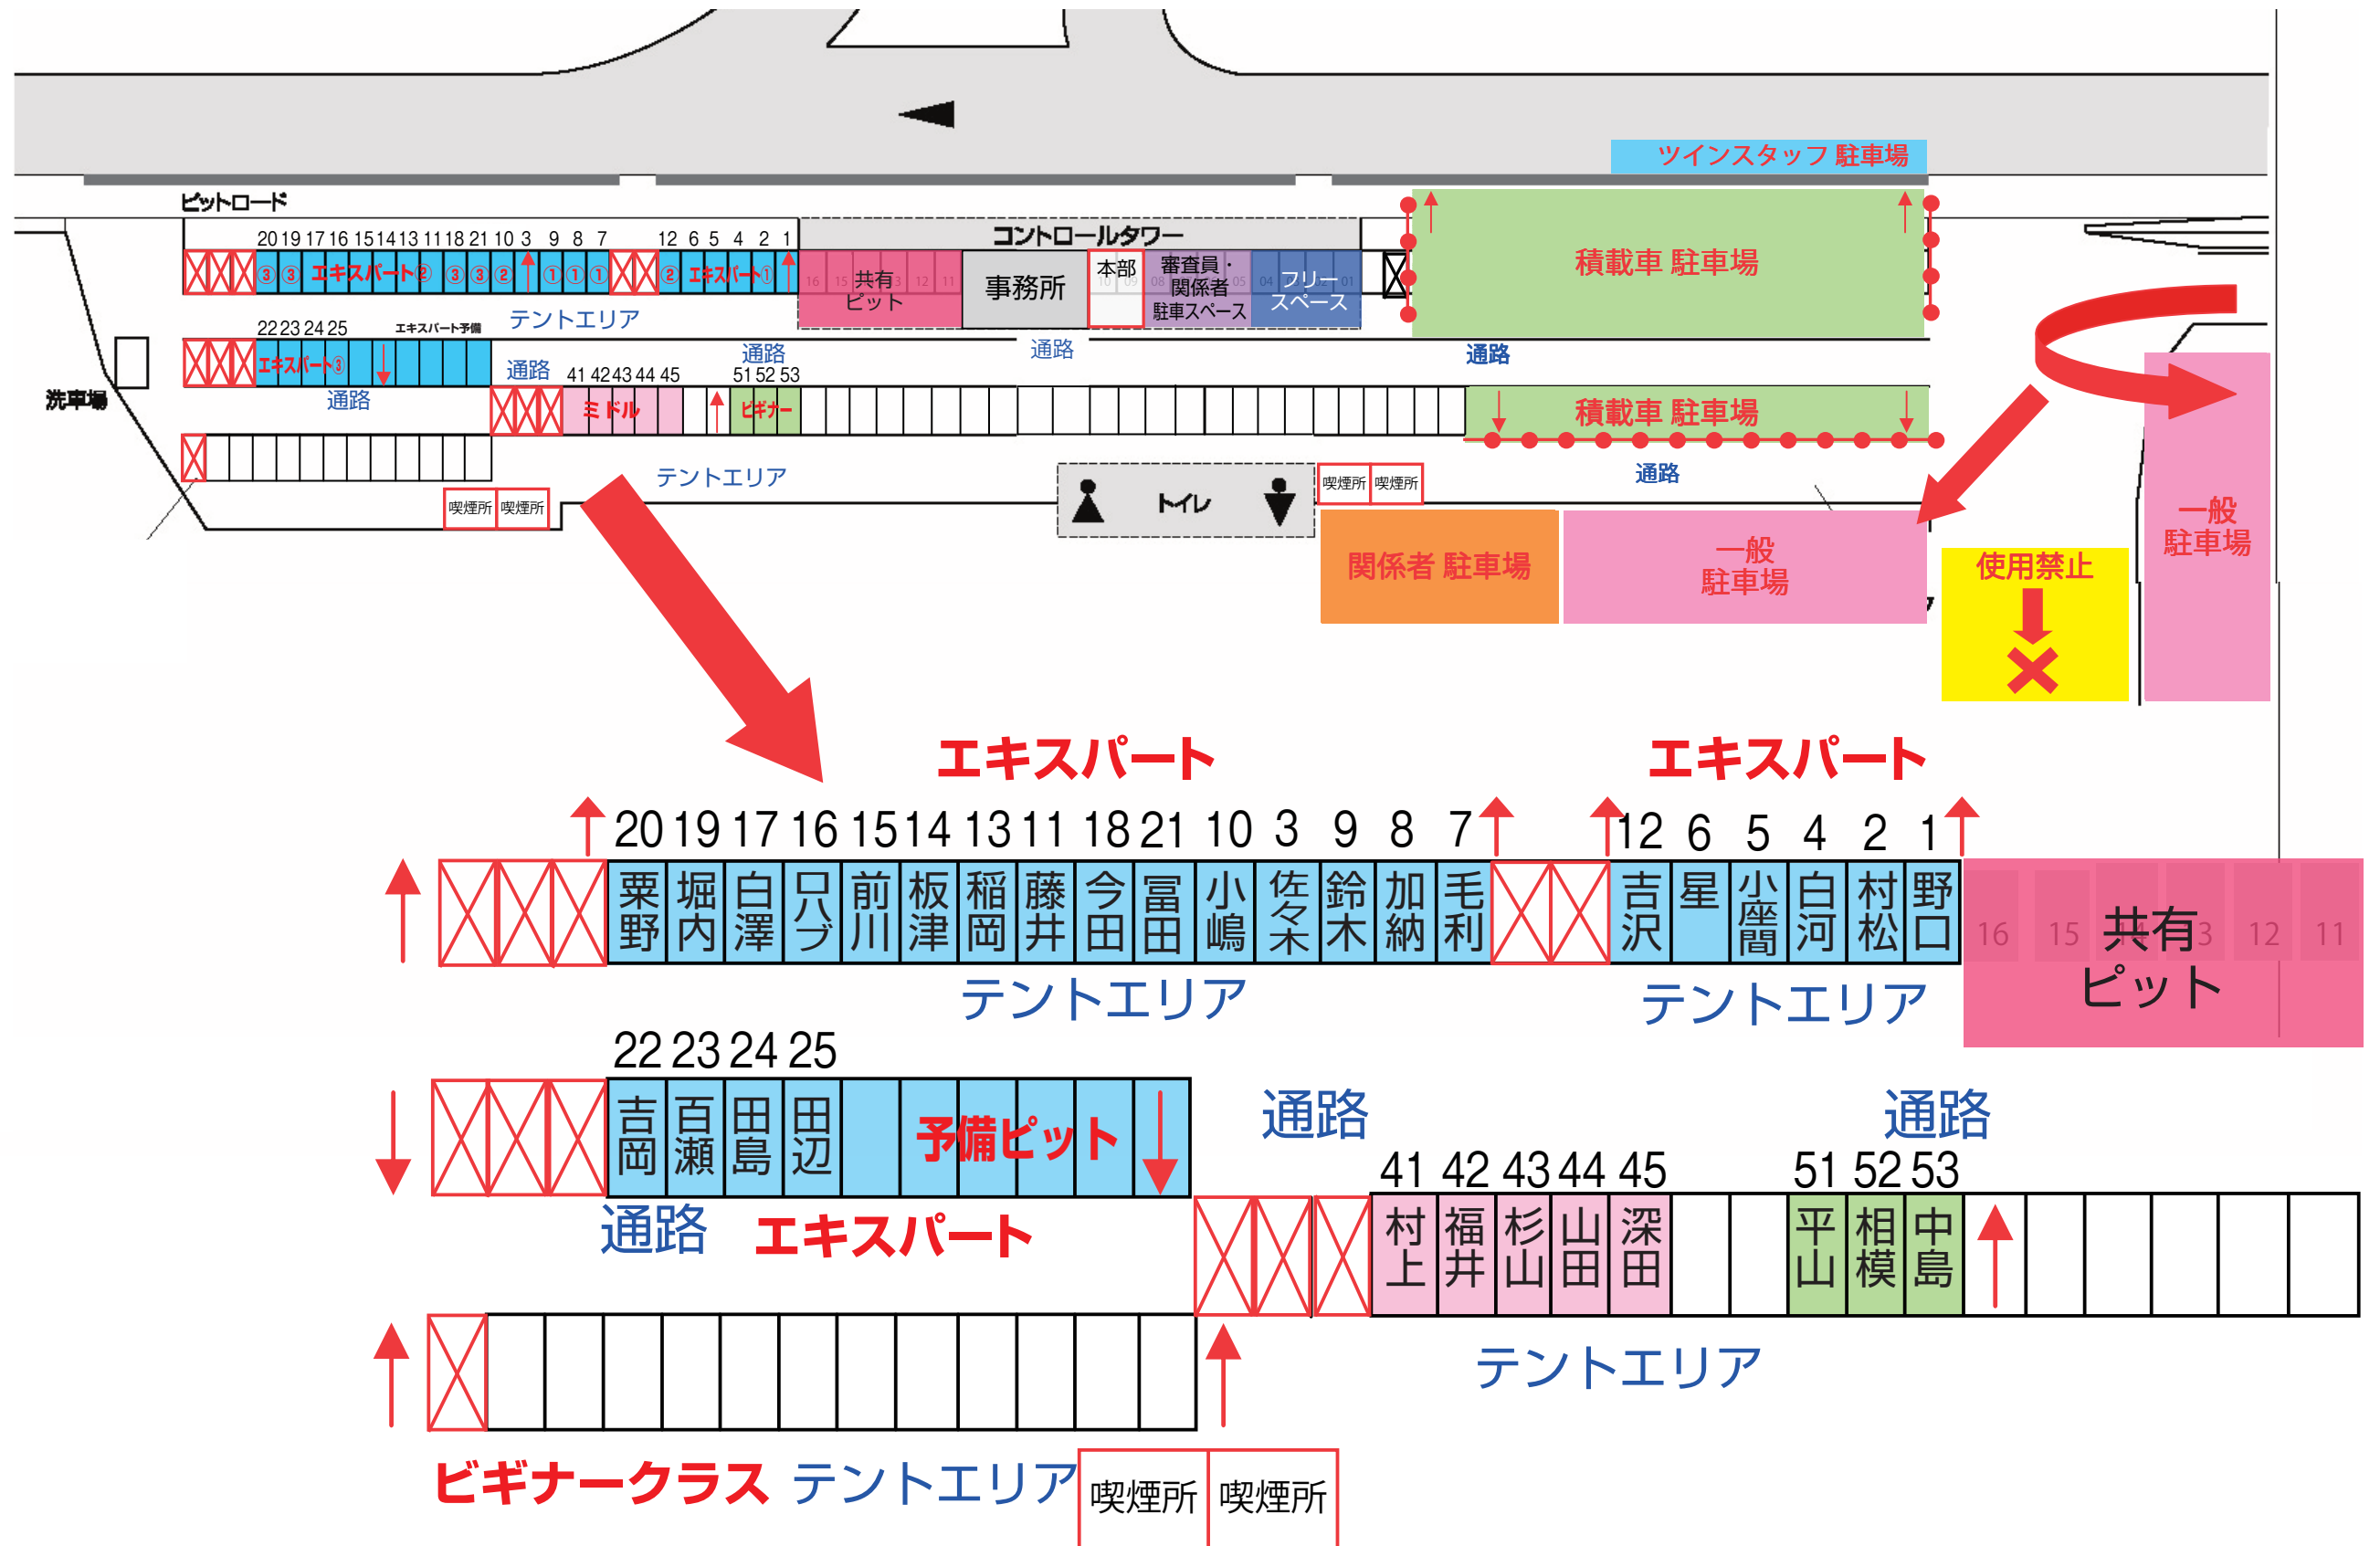 ツインスタッフ 駐車場
ピットロード
20 19 17 16 15 14 13 11 18 21 10 3 9 8 7 12 6 5 4 2 1
コントロールタワー
③ ③ エキスパート② ③ ③ ② ① ① ① ② エキスパート①
16 15 12 11
共有
ピット
事務所
本部
審査員・
関係者
駐車スペース
フリー
スペース
積載車 駐車場
テントエリア
22 23 24 25 エキスパート予備
エキスパート③
通路
通路
通路
通路
通路
洗車場
41 42 43 44 45 51 52 53
ミドル
ビギナー
積載車 駐車場
テントエリア
通路
喫煙所 喫煙所
トイレ
喫煙所 喫煙所
関係者 駐車場
一般
駐車場
使用禁止
一般
駐車場
エキスパート エキスパート
20 19 17 16 15 14 13 11 18 21 10 3 9 8 7 12 6 5 4 2 1
粟野 堀内 白澤 ロハブ 前川 板津 稲岡 藤井 今田 冨田 小嶋 佐々木 鈴木 加納 毛利 吉沢 星 小座間 白河 村松 野口
16 15 14 3 12 11
共有
ピット
テントエリア テントエリア
22 23 24 25
吉岡 百瀬 田島 田辺 予備ピット
通路 通路
41 42 43 44 45 51 52 53
村上 福井 杉山 山田 深田 平山 相模 中島
通路 エキスパート
テントエリア
ビギナークラス テントエリア
喫煙所 喫煙所